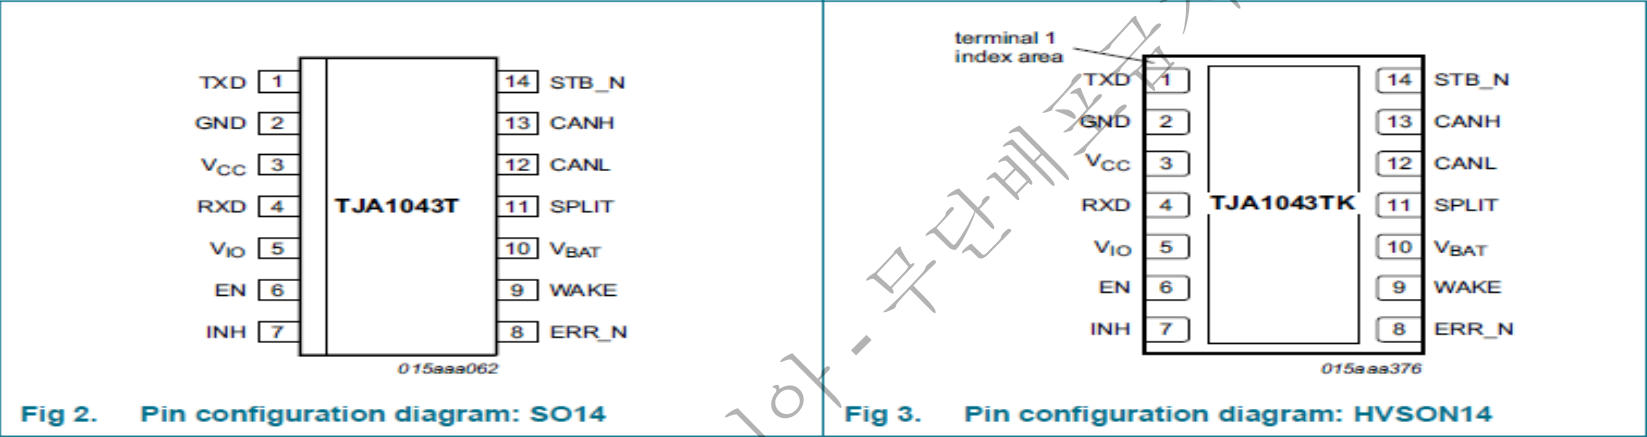 TXD 1 14 STB_N
GND 2 13 CANH
VCC 3 12 CANL
RXD 4 TJA1043T 11 SPLIT
VIO 5 10 VBAT
EN 6 9 WAKE
INH 7 8 ERR_N
015aaa062
Fig 2. Pin configuration diagram: SO14
terminal 1
index area
TXD 1 14 STB_N
GND 2 13 CANH
VCC 3 12 CANL
RXD 4 TJA1043TK 11 SPLIT
VIO 5 10 VBAT
EN 6 9 WAKE
INH 7 8 ERR_N
015aaa376
Fig 3. Pin configuration diagram: HVSON14
아 - 무단배포금